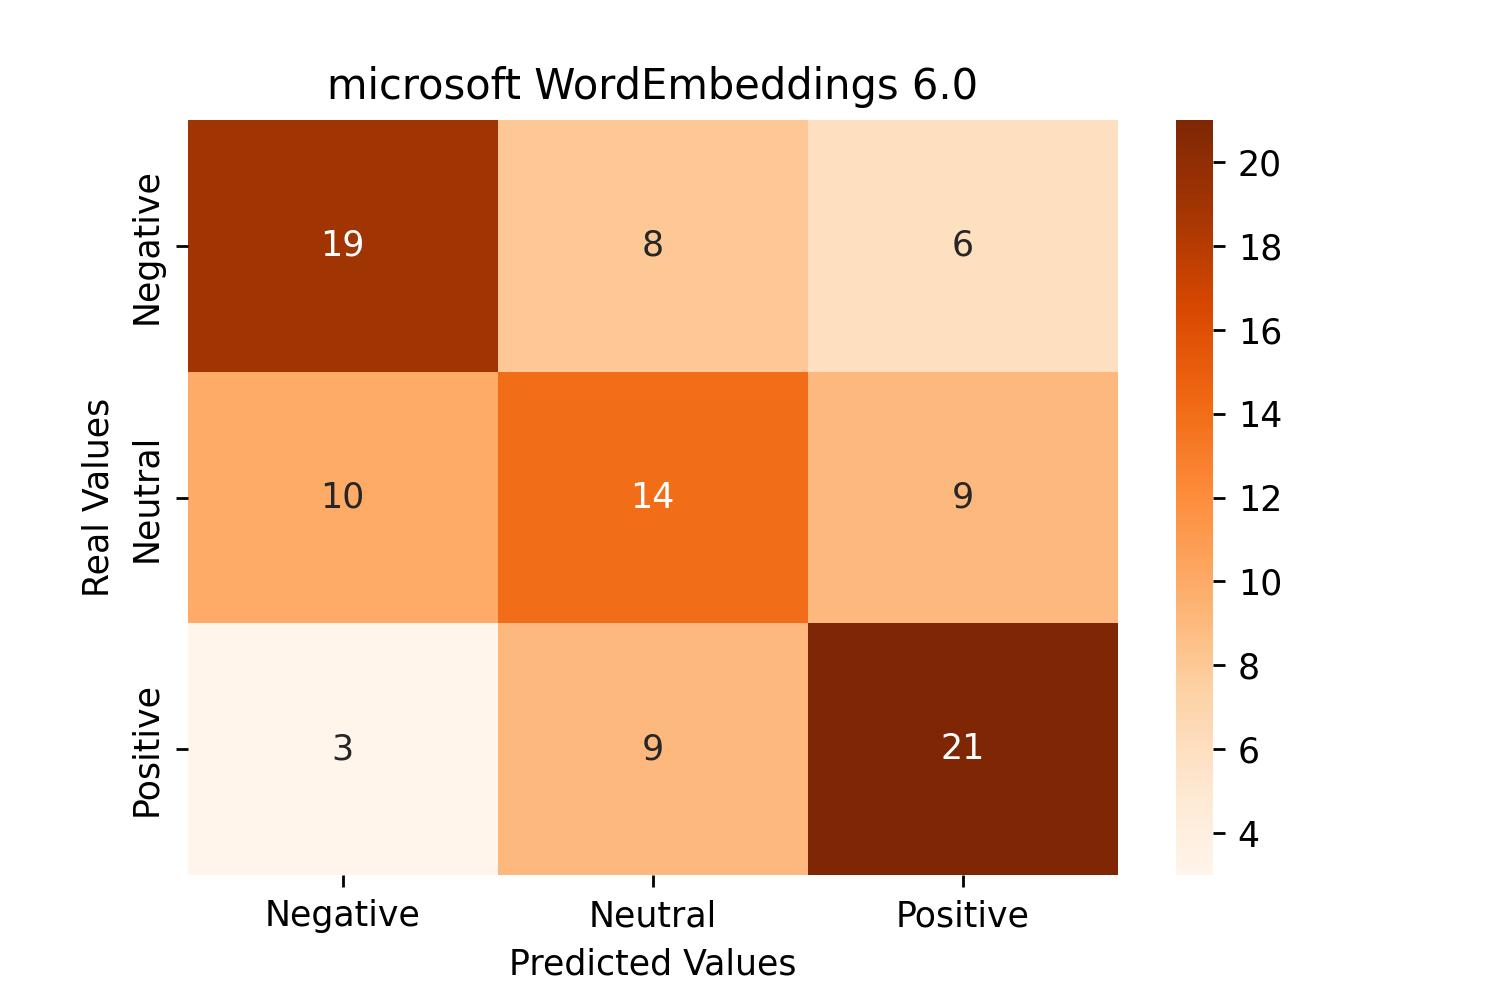 microsoft WordEmbeddings 6.0
Real Values
Negative
19 8 6
Neutral
10 14 9
Positive
3 9 21
Negative Neutral Positive
Predicted Values
20
18
16
14
12
10
8
6
4